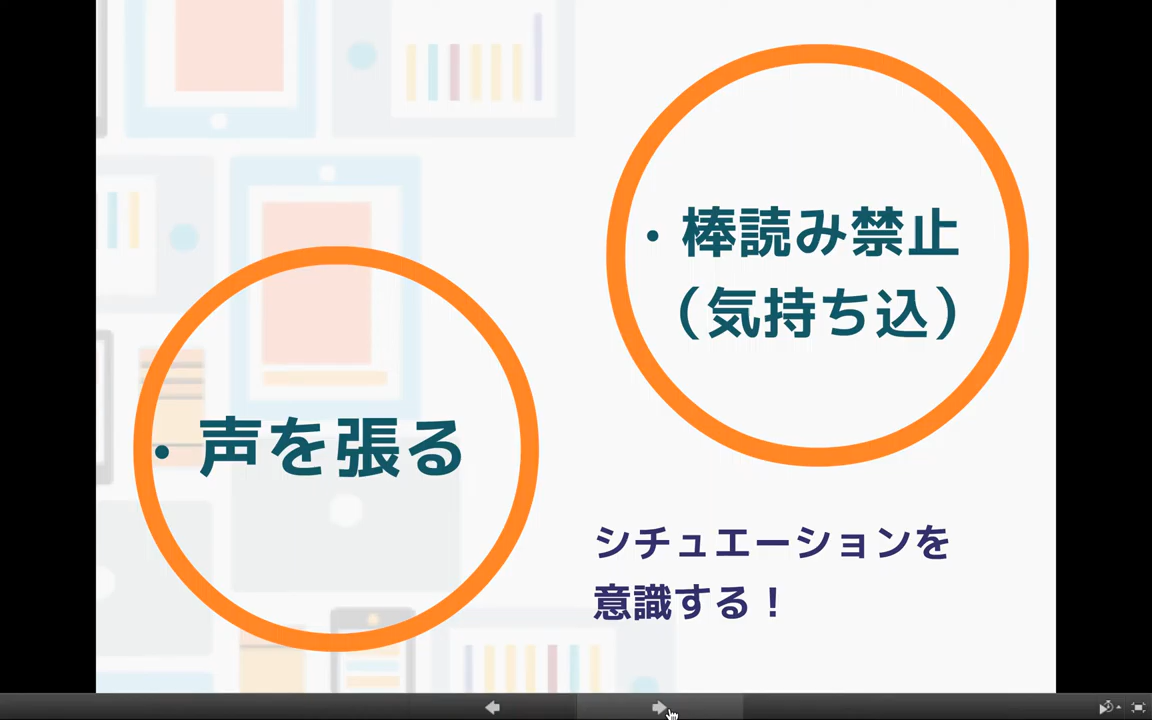 ・棒読み禁止
（気持ち込）
・声を張る
シチュエーションを
意識する！